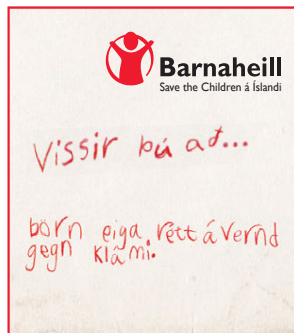 Barnaheill
Save the Children á Íslandi
Vissir þú að...
börn eiga rétt á vernd
gegn klámi.